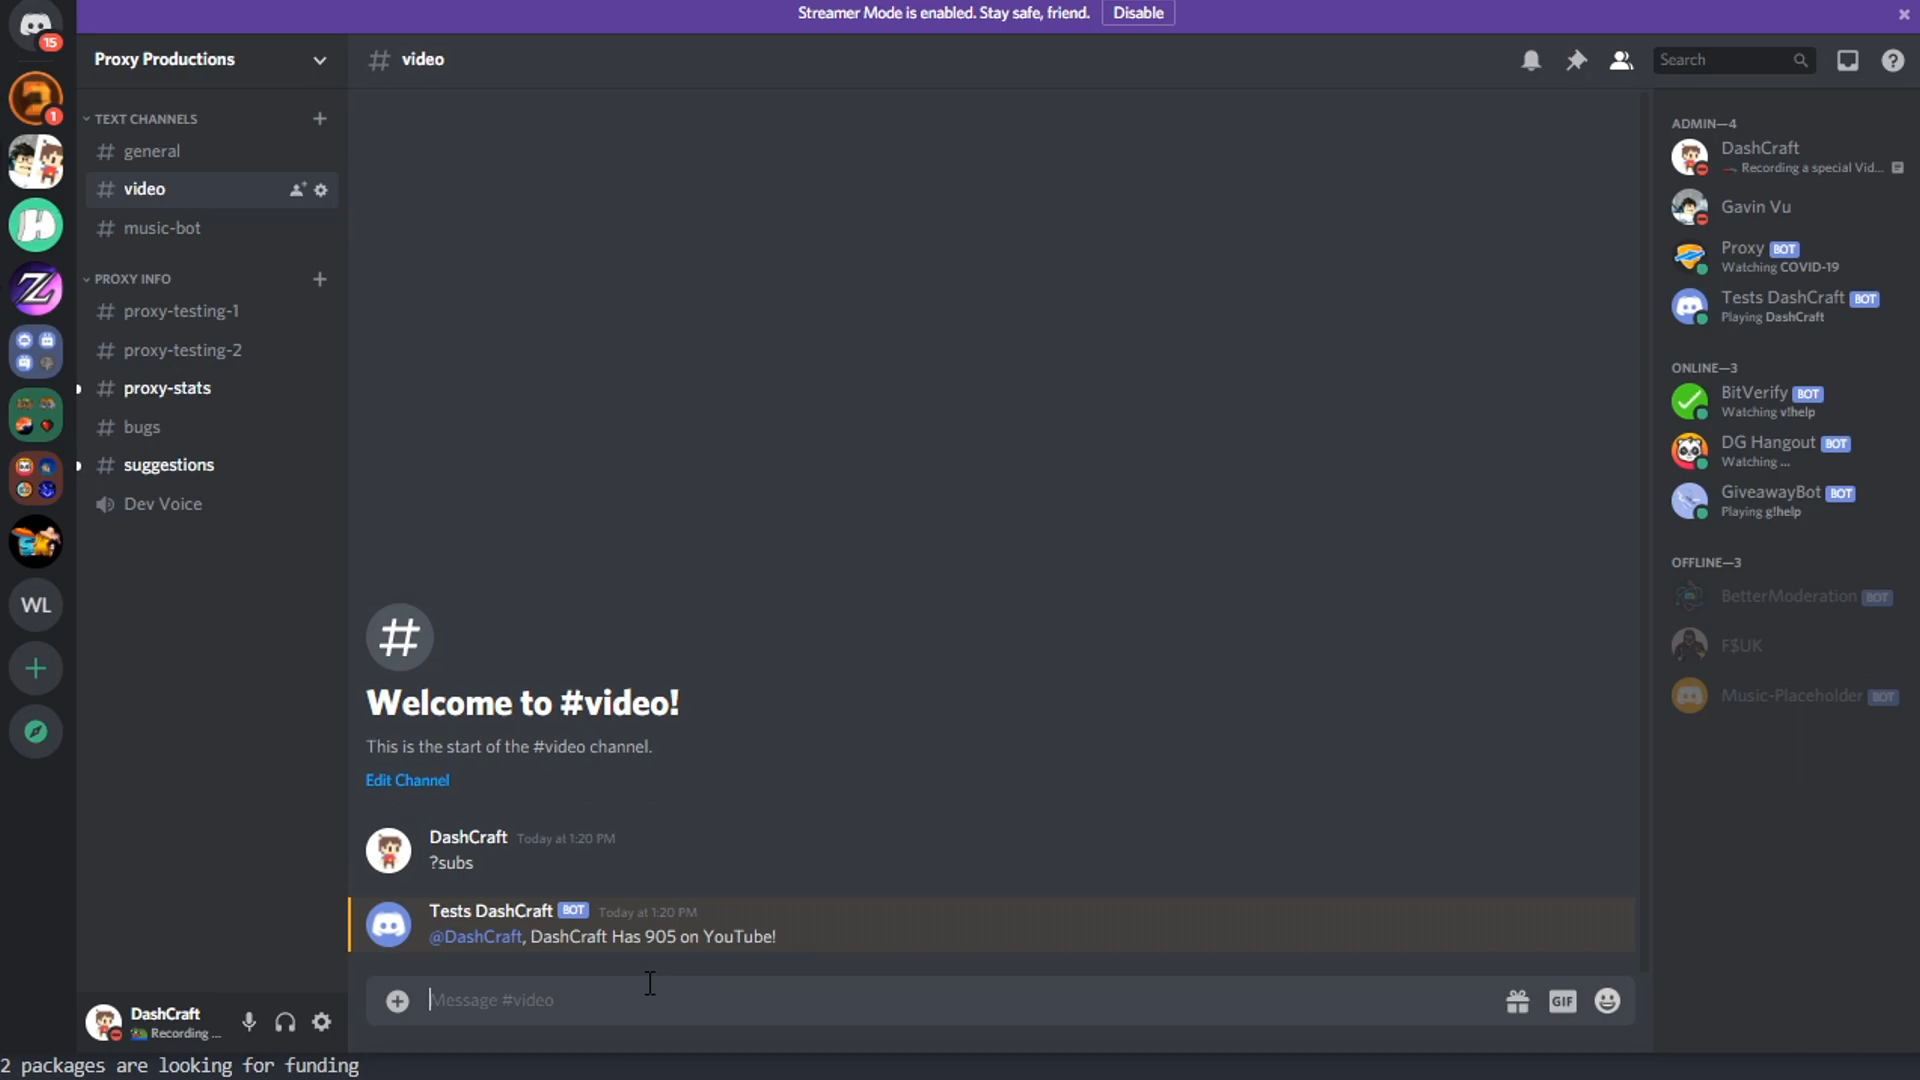 Streamer Mode is enabled. Stay safe, friend. Disable
15
1
WL
Proxy Productions
TEXT CHANNELS
general
video
music-bot
PROXY INFO
proxy-testing-1
proxy-testing-2
proxy-stats
bugs
suggestions
Dev Voice
DashCraft
Recording ...
# video
Search
Welcome to #video!
This is the start of the #video channel.
Edit Channel
DashCraft Today at 1:20 PM
?subs
Tests DashCraft BOT Today at 1:20 PM
@DashCraft, DashCraft Has 905 on YouTube!
Message #video
GIF
ADMIN—4
DashCraft
Recording a special Vid...
Gavin Vu
Proxy BOT
Watching COVID-19
Tests DashCraft BOT
Playing DashCraft
ONLINE—3
BitVerify BOT
Watching v!help
DG Hangout BOT
Watching ...
GiveawayBot BOT
Playing g!help
OFFLINE—3
BetterModeration BOT
F$UK
Music-Placeholder BOT
2 packages are looking for funding